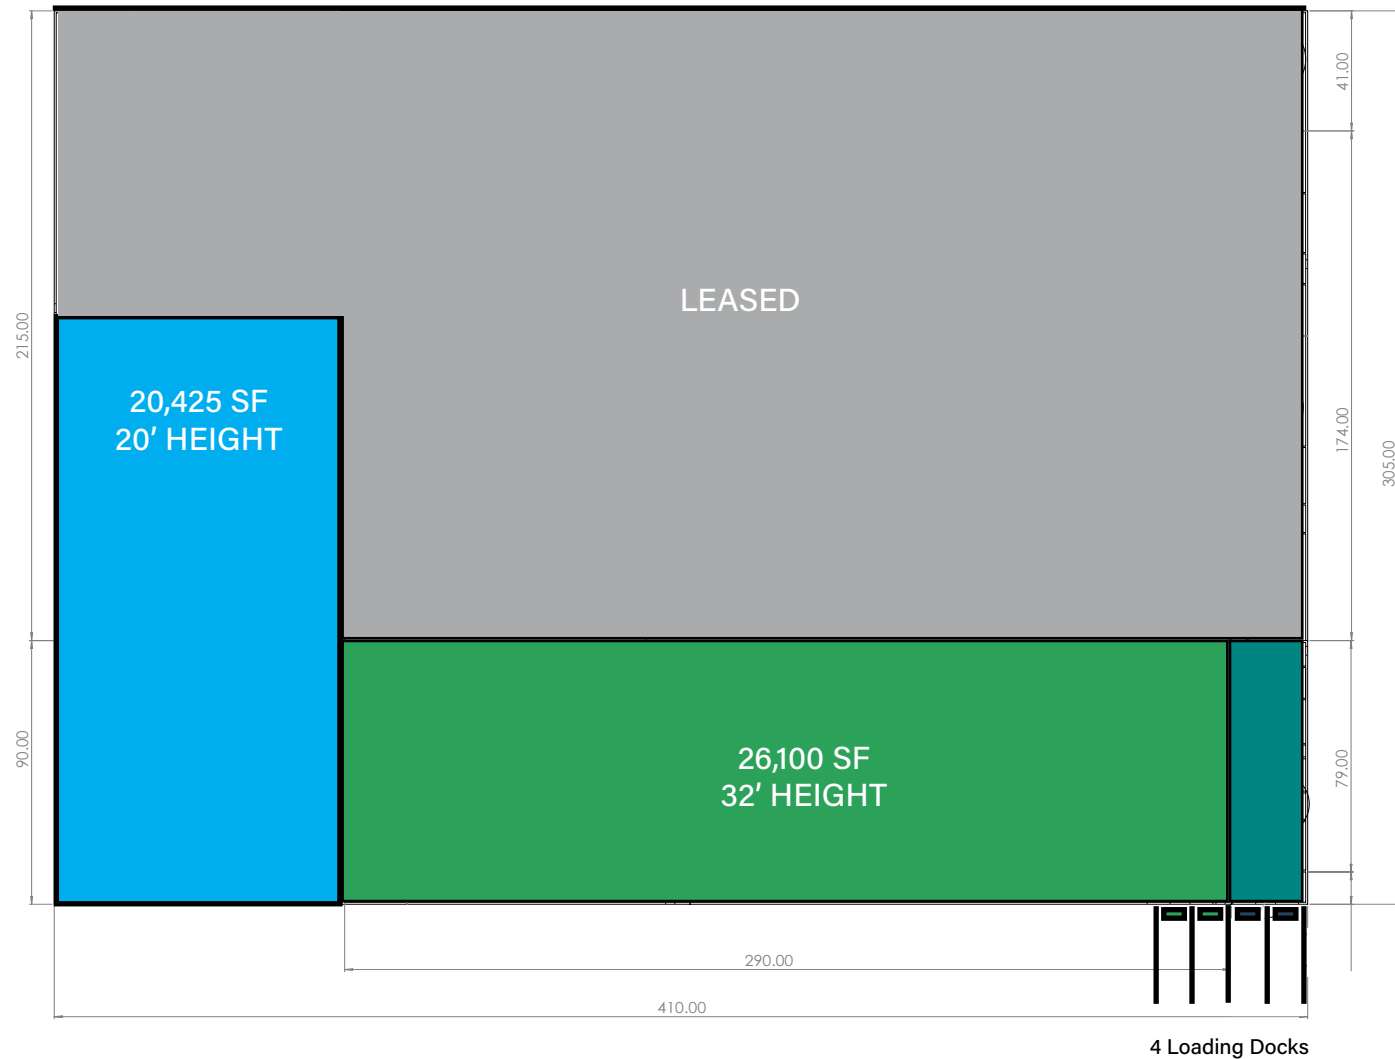 41.00
LEASED
215.00
20,425 SF
20' HEIGHT
174.00
305.00
90.00
26,100 SF
32' HEIGHT
79.00
290.00
410.00
4 Loading Docks